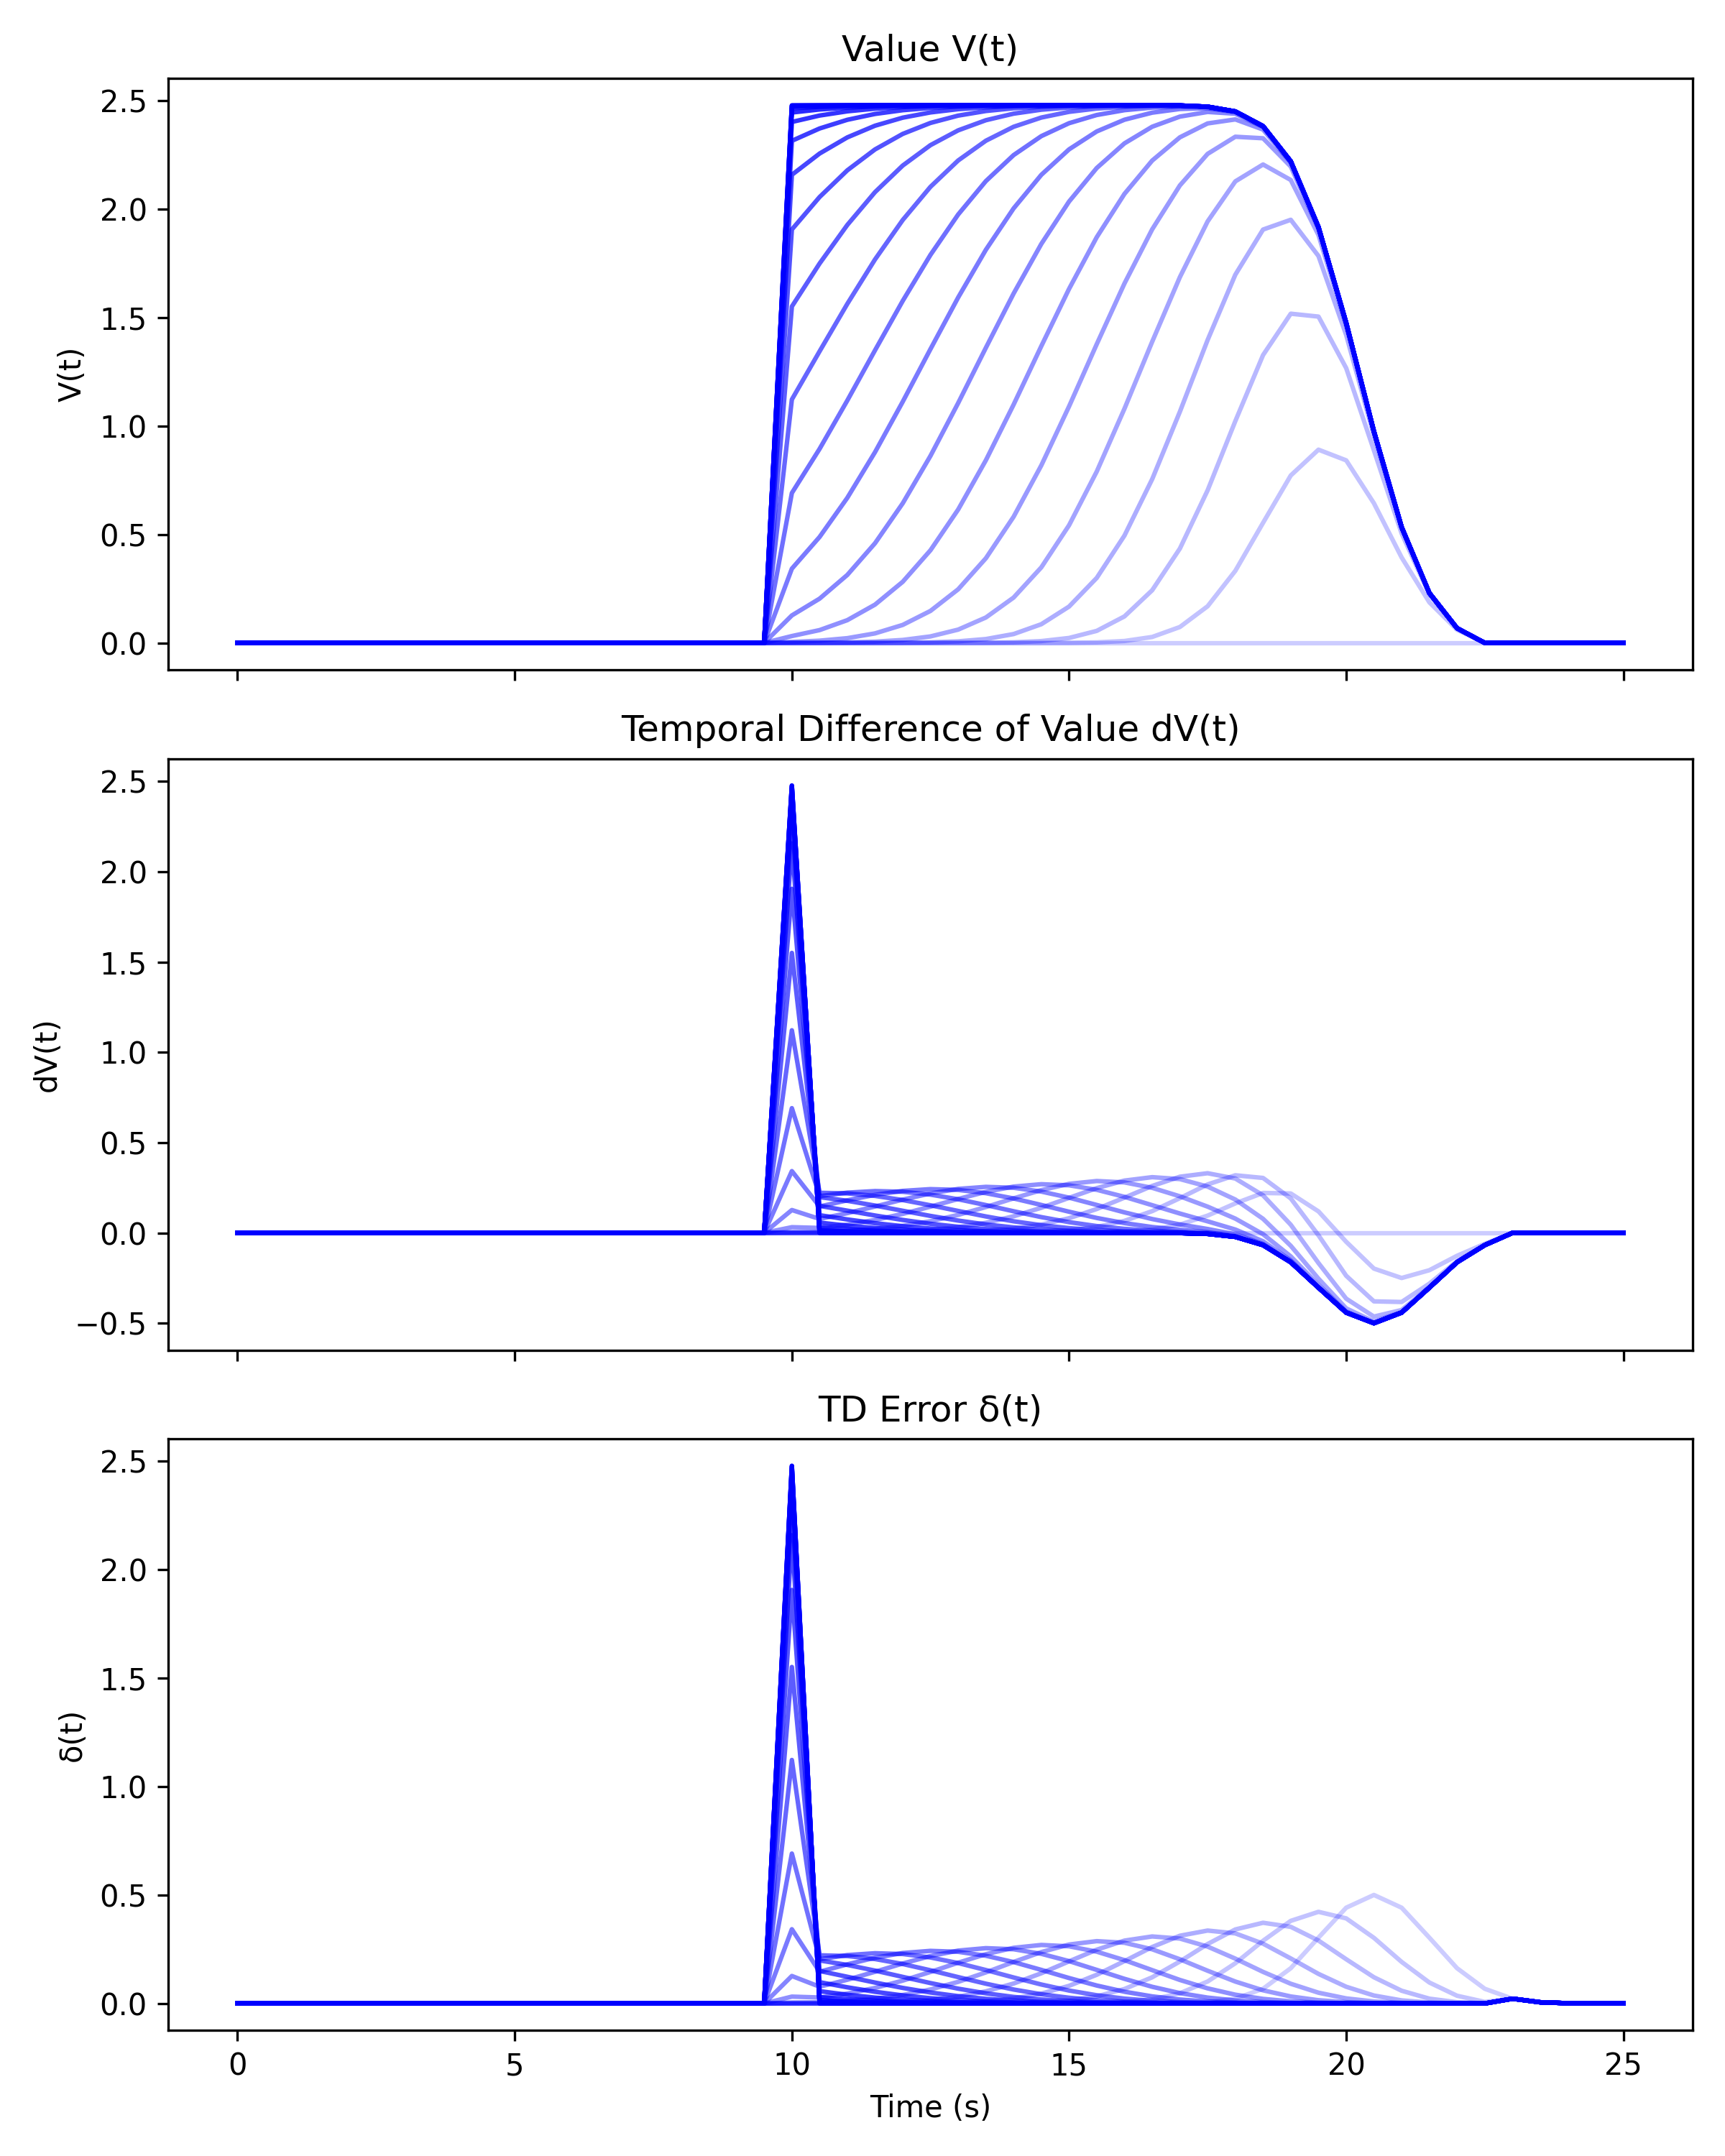 Value V(t)
2.5
2.0
1.5
1.0
0.5
0.0
V(t)
Temporal Difference of Value dV(t)
2.5
2.0
1.5
1.0
0.5
0.0
−0.5
dV(t)
TD Error δ(t)
2.5
2.0
1.5
1.0
0.5
0.0
δ(t)
0 5 10 15 20 25
Time (s)